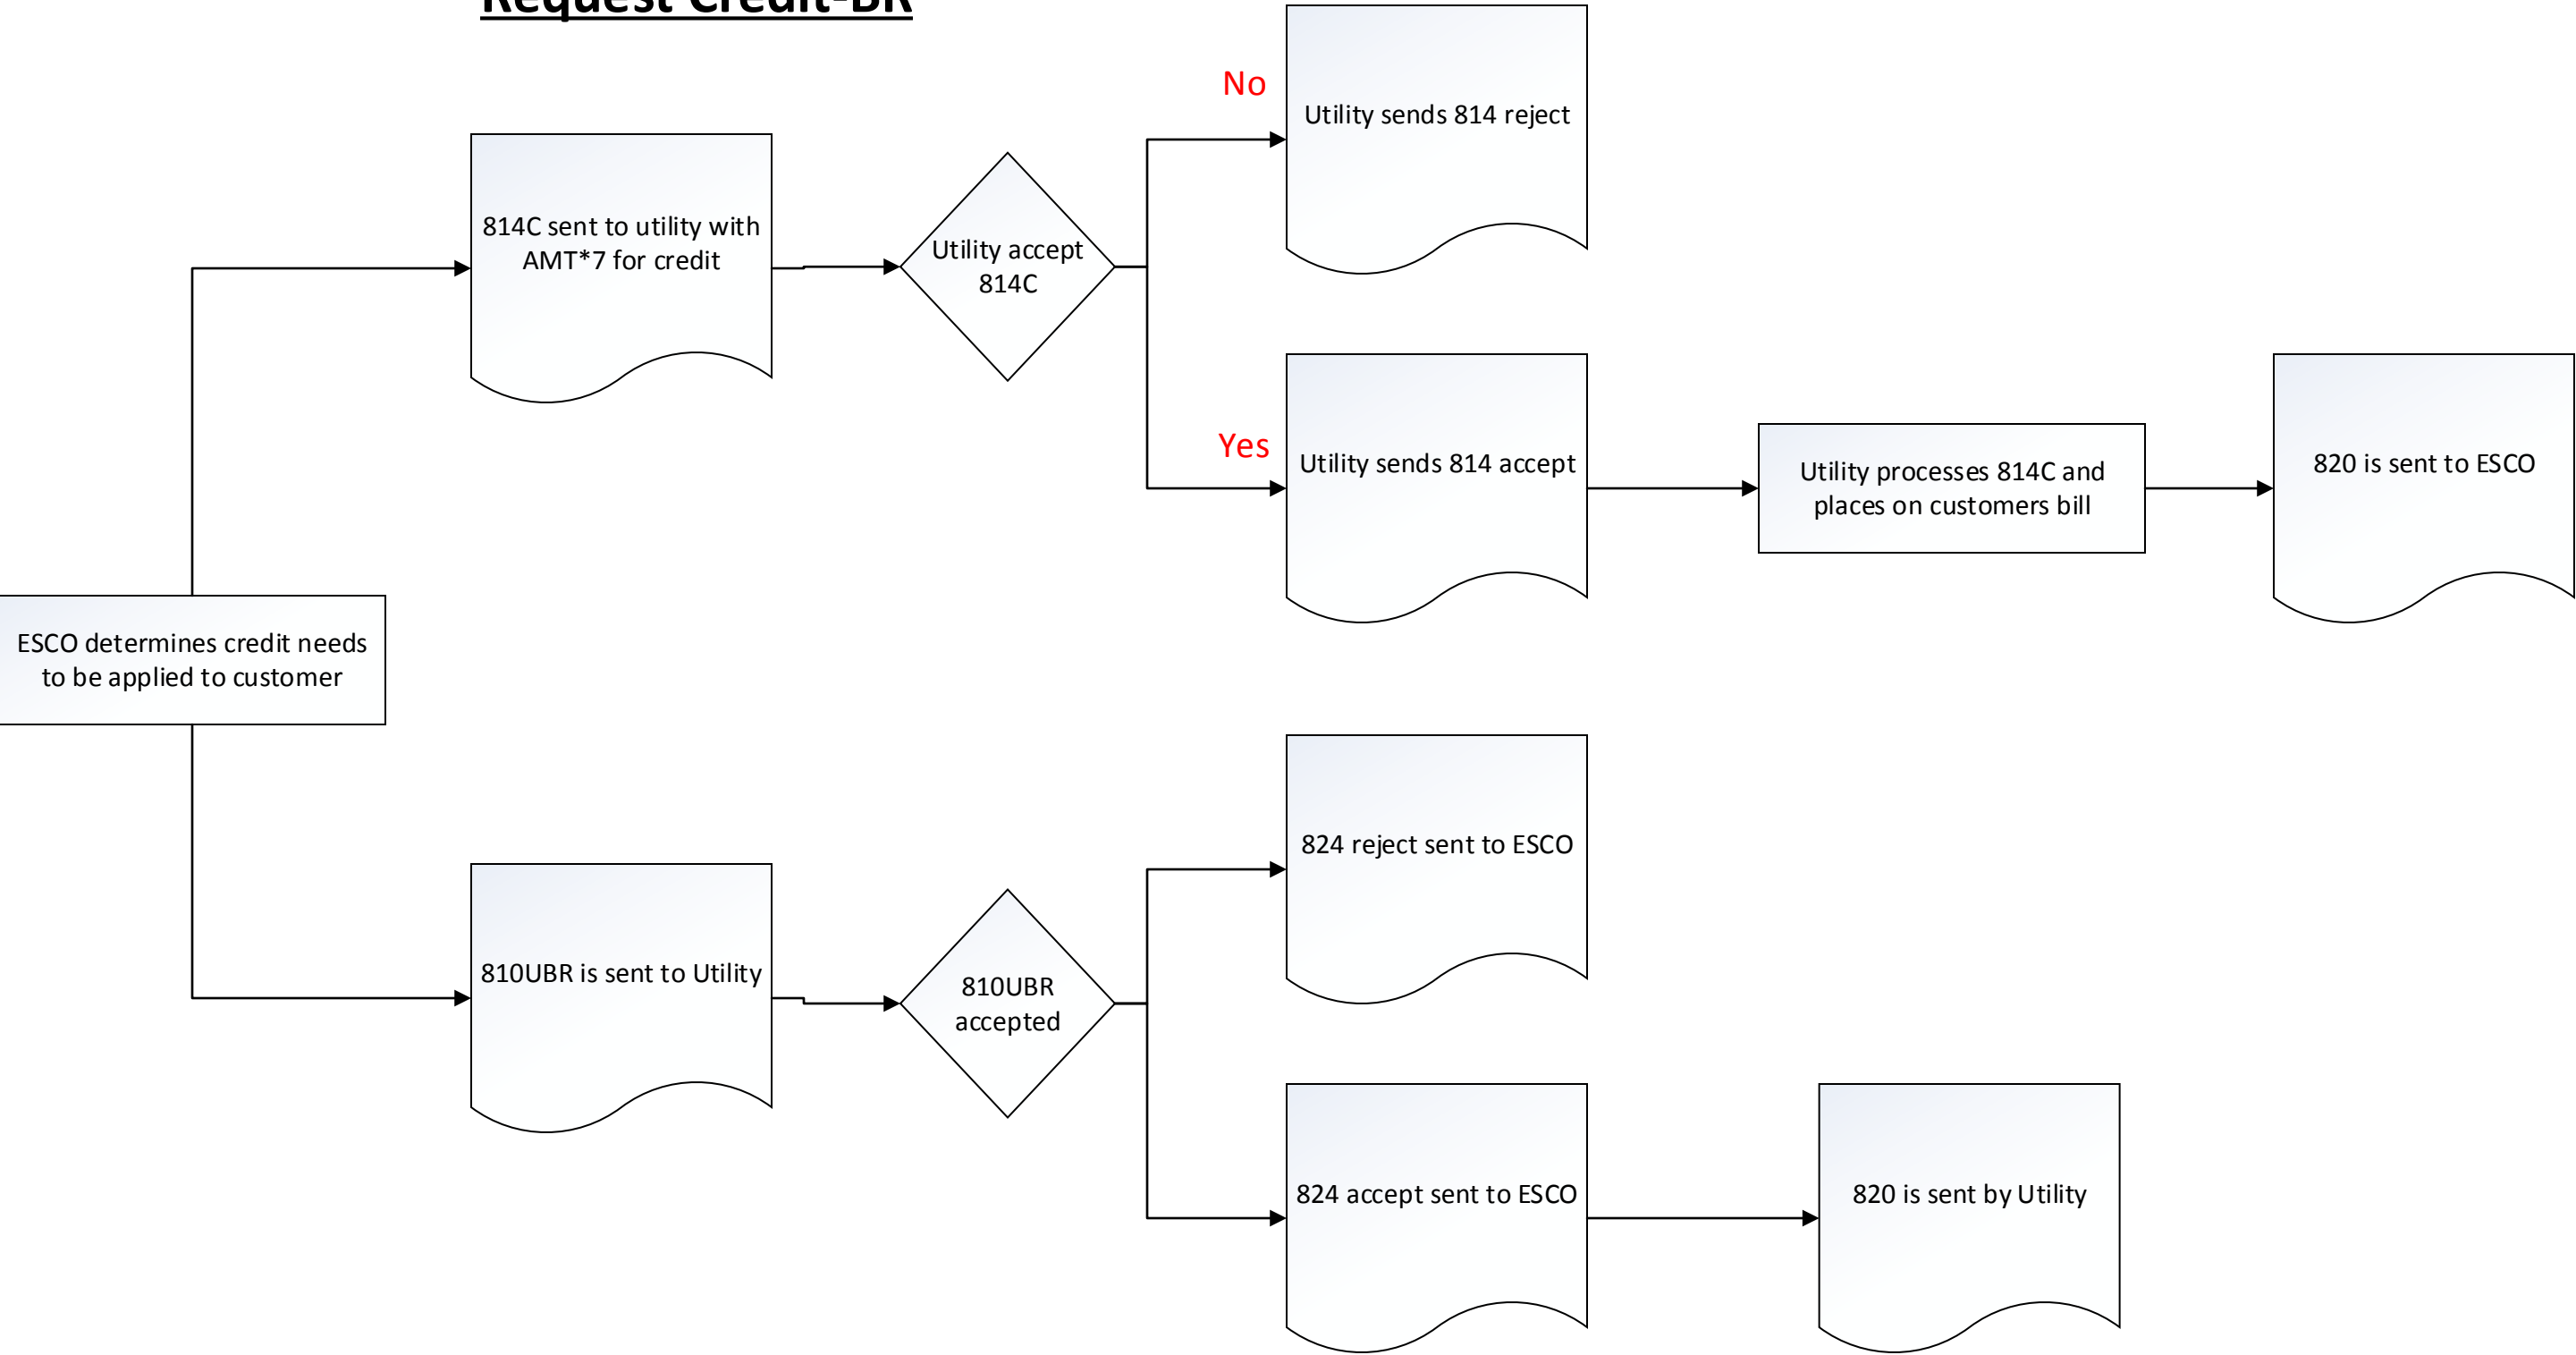 Request Credit-BR
No
Utility sends 814 reject
814C sent to utility with
AMT*7 for credit
Utility accept
814C
Yes
Utility sends 814 accept
Utility processes 814C and
places on customers bill
820 is sent to ESCO
ESCO determines credit needs
to be applied to customer
824 reject sent to ESCO
810UBR is sent to Utility
810UBR
accepted
824 accept sent to ESCO
820 is sent by Utility